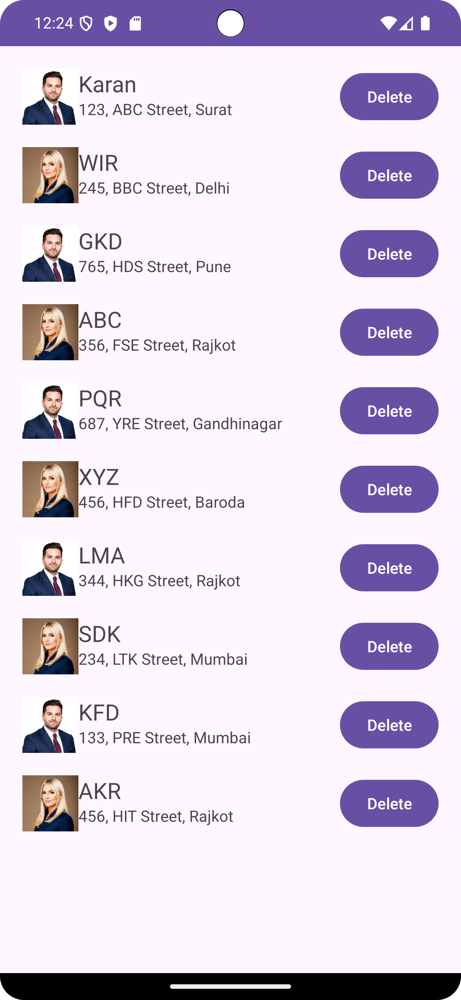 12:24
Karan
123, ABC Street, Surat
Delete
WIR
245, BBC Street, Delhi
Delete
GKD
765, HDS Street, Pune
Delete
ABC
356, FSE Street, Rajkot
Delete
PQR
687, YRE Street, Gandhinagar
Delete
XYZ
456, HFD Street, Baroda
Delete
LMA
344, HKG Street, Rajkot
Delete
SDK
234, LTK Street, Mumbai
Delete
KFD
133, PRE Street, Mumbai
Delete
AKR
456, HIT Street, Rajkot
Delete